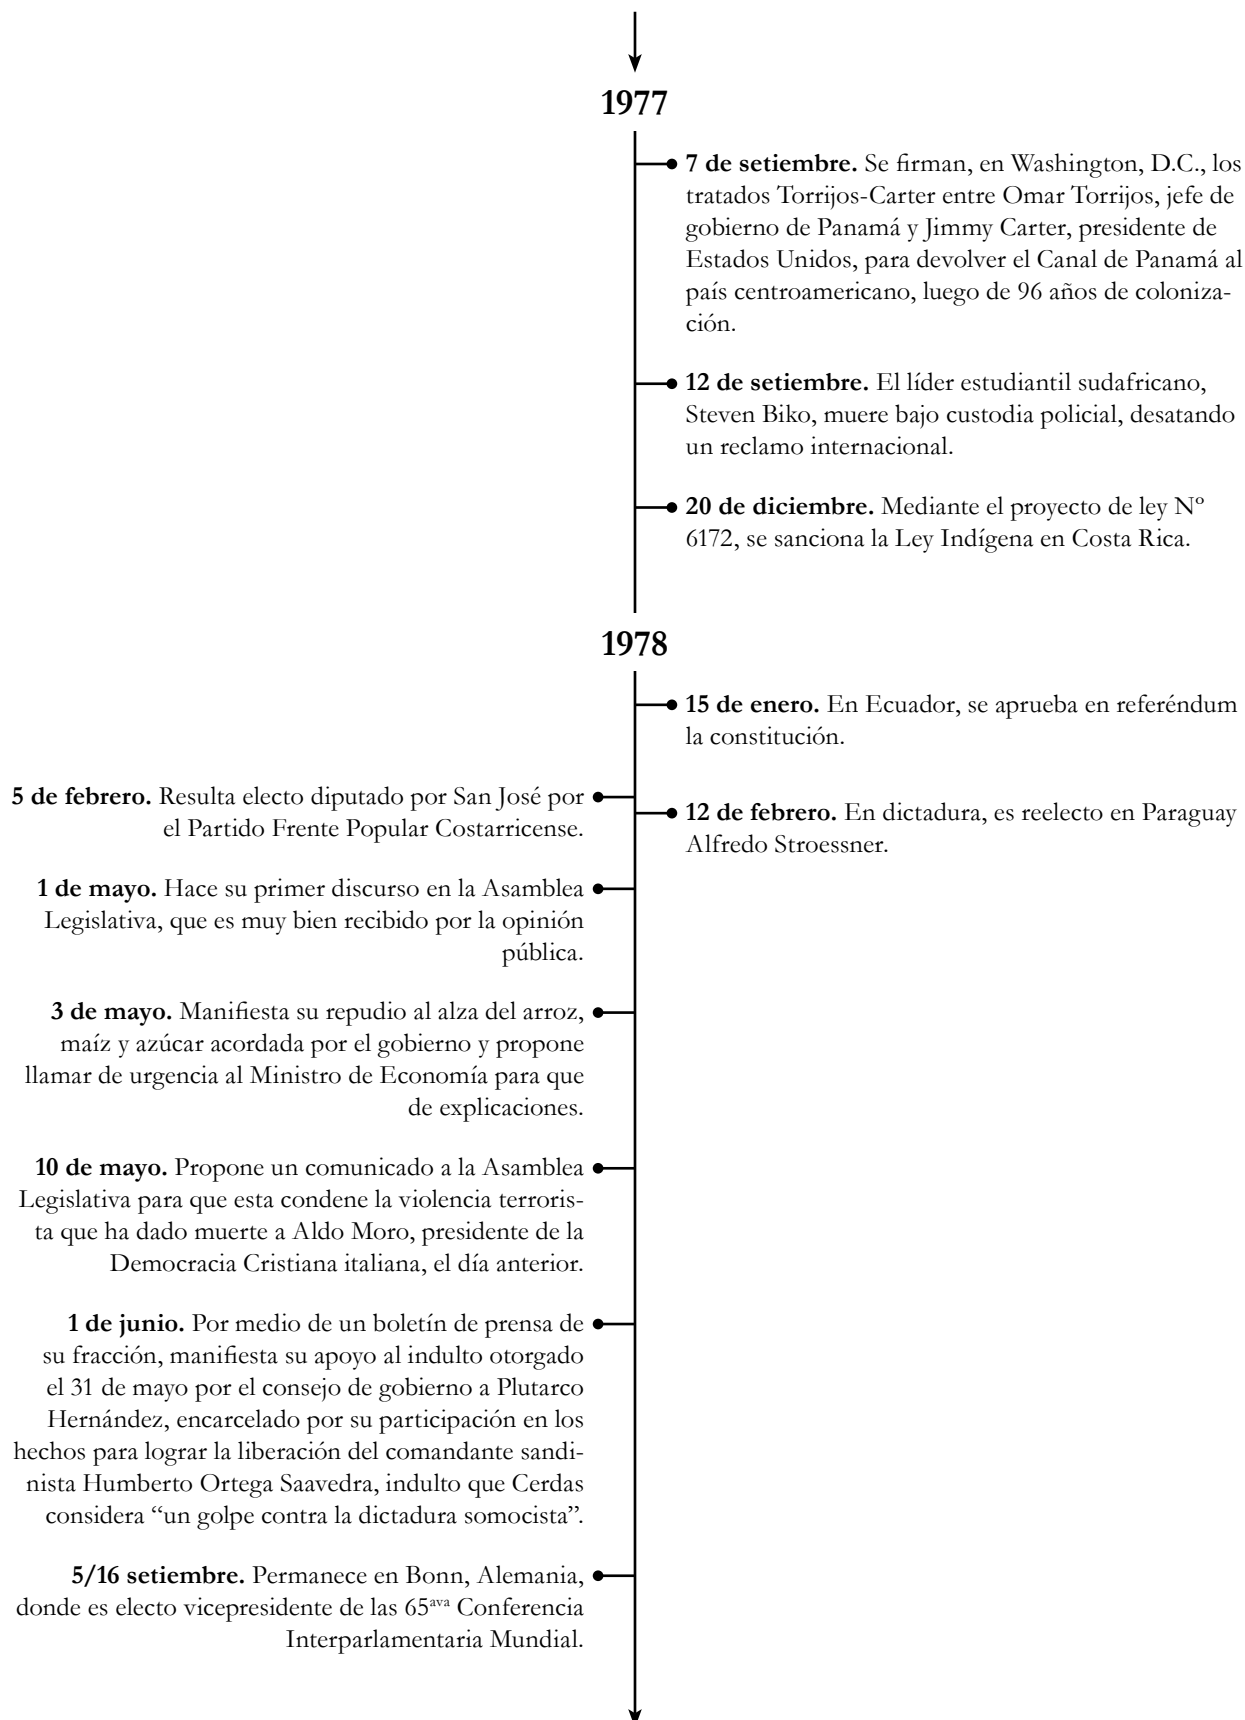 1977
7 de setiembre. Se firman, en Washington, D.C., los
tratados Torrijos-Carter entre Omar Torrijos, jefe de
gobierno de Panamá y Jimmy Carter, presidente de
Estados Unidos, para devolver el Canal de Panamá al
país centroamericano, luego de 96 años de coloniza-
ción.
12 de setiembre. El líder estudiantil sudafricano,
Steven Biko, muere bajo custodia policial, desatando
un reclamo internacional.
20 de diciembre. Mediante el proyecto de ley Nº
6172, se sanciona la Ley Indígena en Costa Rica.
1978
15 de enero. En Ecuador, se aprueba en referéndum
la constitución.
5 de febrero. Resulta electo diputado por San José por
el Partido Frente Popular Costarricense.
12 de febrero. En dictadura, es reelecto en Paraguay
Alfredo Stroessner.
1 de mayo. Hace su primer discurso en la Asamblea
Legislativa, que es muy bien recibido por la opinión
pública.
3 de mayo. Manifiesta su repudio al alza del arroz,
maíz y azúcar acordada por el gobierno y propone
llamar de urgencia al Ministro de Economía para que
de explicaciones.
10 de mayo. Propone un comunicado a la Asamblea
Legislativa para que esta condene la violencia terroris-
ta que ha dado muerte a Aldo Moro, presidente de la
Democracia Cristiana italiana, el día anterior.
1 de junio. Por medio de un boletín de prensa de
su fracción, manifiesta su apoyo al indulto otorgado
el 31 de mayo por el consejo de gobierno a Plutarco
Hernández, encarcelado por su participación en los
hechos para lograr la liberación del comandante sandi-
nista Humberto Ortega Saavedra, indulto que Cerdas
considera “un golpe contra la dictadura somocista”.
5/16 setiembre. Permanece en Bonn, Alemania,
donde es electo vicepresidente de las 65ava Conferencia
Interparlamentaria Mundial.